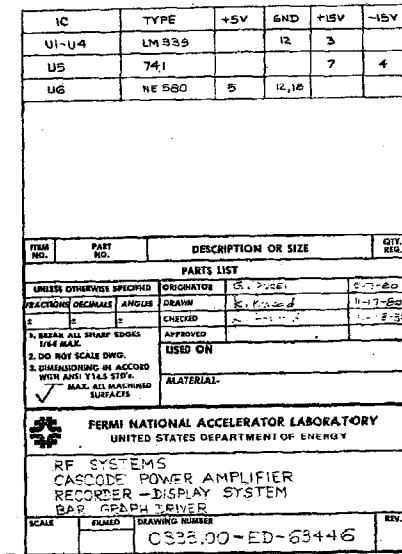 IC TYPE +5V GND +15V -15V
U1-U4 LM339 12 3
U5 741 7 4
U6 NE580 5 12,18
ITEM NO. PART NO. DESCRIPTION OR SIZE QTY. REQ.
PARTS LIST
UNLESS OTHERWISE SPECIFIED ORIGINATOR
FRACTIONS DECIMALS ANGLES DRAWN 11-17-80
± ± ± CHECKED
1. BREAK ALL SHARP EDGES 1/64 MAX. APPROVED
2. DO NOT SCALE DWG. USED ON
3. DIMENSIONING IN ACCORD WITH ANSI Y14.5 STD'S.
MAX. ALL MACHINED SURFACES MATERIAL-
FERMI NATIONAL ACCELERATOR LABORATORY
UNITED STATES DEPARTMENT OF ENERGY
RF SYSTEMS
CASCODE POWER AMPLIFIER
RECORDER - DISPLAY SYSTEM
BAR GRAPH DRIVER
SCALE FILMED DRAWING NUMBER REV.
0333.00-ED-63446